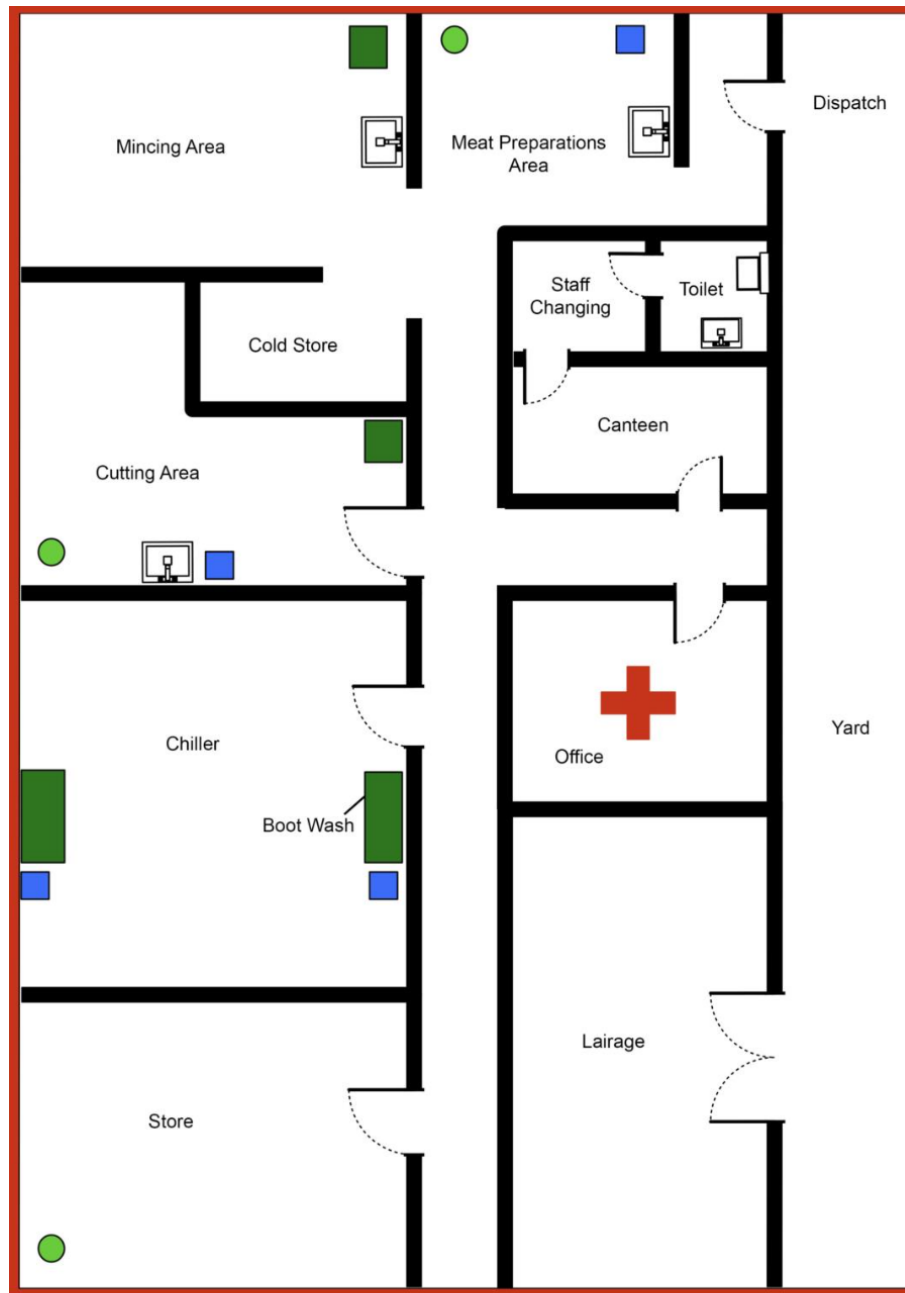 Dispatch
Mincing Area
Meat Preparations
Area
Staff
Changing
Toilet
Cold Store
Canteen
Cutting Area
Chiller
Yard
Office
Boot Wash
Lairage
Store